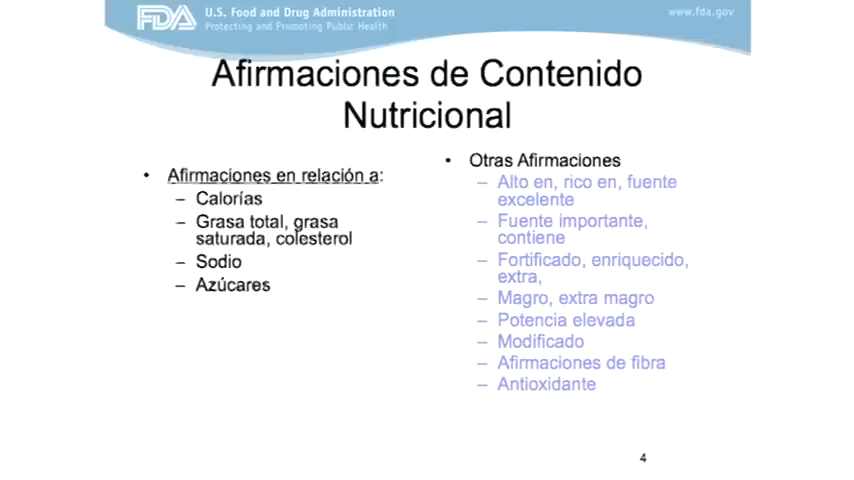 FDA
U.S. Food and Drug Administration
Protecting and Promoting Public Health
www.fda.gov
Afirmaciones de Contenido
Nutricional
• Afirmaciones en relación a:
– Calorías
– Grasa total, grasa
saturada, colesterol
– Sodio
– Azúcares
• Otras Afirmaciones
– Alto en, rico en, fuente
excelente
– Fuente importante,
contiene
– Fortificado, enriquecido,
extra,
– Magro, extra magro
– Potencia elevada
– Modificado
– Afirmaciones de fibra
– Antioxidante
4